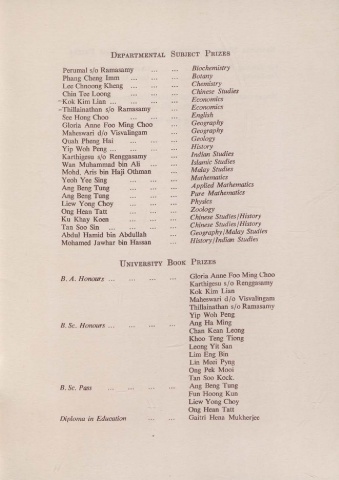 DEPARTMENTAL SUBJECT PRIZES
Perumal s/o Ramasamy ... ... Biochemistry
Phang Cheng Imm ... ... Botany
Lee Chnoong Kheng ... ... Chemistry
Chin Tee Loong ... ... Chinese Studies
Kok Kim Lian ... ... ... Economics
Thillainathan s/o Ramasamy ... Economics
See Hong Choo ... ... English
Gloria Anne Foo Ming Choo ... Geography
Maheswari d/o Visvalingam ... Geography
Quah Pheng Hai ... ... Geology
Yip Woh Peng ... ... ... History
Karthigesu s/o Renggasamy ... Indian Studies
Wan Muhammad bin Ali ... ... Islamic Studies
Mohd. Aris bin Haji Othman ... Malay Studies
Yeoh Yee Sing ... ... Mathematics
Ang Beng Tung ... ... Applied Mathematics
Ang Beng Tung ... ... Pure Mathematics
Liew Yong Choy ... ... Physics
Ong Hean Tatt ... ... Zoology
Ku Khay Koen ... ... Chinese Studies/History
Tan Soo Sin ... ... ... Chinese Studies/History
Abdul Hamid bin Abdullah ... Geography/Malay Studies
Mohamed Jawhar bin Hassan ... History/Indian Studies
UNIVERSITY BOOK PRIZES
B. A. Honours ... ... ... ... Gloria Anne Foo Ming Choo
Karthigesu s/o Renggasamy
Kok Kim Lian
Maheswari d/o Visvalingam
Thillainathan s/o Ramasamy
Yip Woh Peng
B. Sc. Honours ... ... ... ... Ang Ha Ming
Chan Kean Leong
Khoo Teng Tiong
Leong Yit San
Lim Eng Bin
Lin Mooi Pyng
Ong Pek Mooi
Tan Soo Kock.
B. Sc. Pass ... ... ... ... Ang Beng Tung
Fun Hoong Kun
Liew Yong Choy
Ong Hean Tatt
Diploma in Education ... ... Gaitri Hena Mukherjee